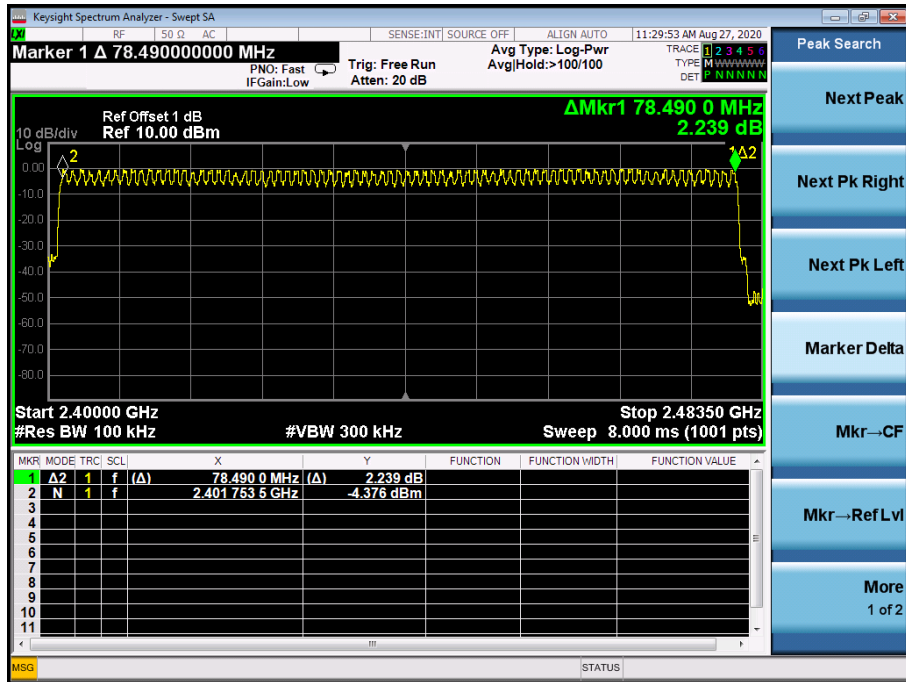 Keysight Spectrum Analyzer - Swept SA
LXI RF 50 Ω AC SENSE:INT SOURCE OFF ALIGN AUTO 11:29:53 AM Aug 27, 2020
Marker 1 Δ 78.490000000 MHz
PNO: Fast
IFGain:Low
Trig: Free Run
Atten: 20 dB
Avg Type: Log-Pwr
Avg|Hold:>100/100
TRACE 1 2 3 4 5 6
TYPE M WWWWW
DET P N N N N N
Peak Search
Next Peak
Next Pk Right
Next Pk Left
Marker Delta
Mkr→CF
Mkr→Ref Lvl
More
1 of 2
ΔMkr1 78.490 0 MHz
2.239 dB
Ref Offset 1 dB
10 dB/div Ref 10.00 dBm
Log
2
1Δ2
0.00
-10.0
-20.0
-30.0
-40.0
-50.0
-60.0
-70.0
-80.0
Start 2.40000 GHz Stop 2.48350 GHz
#Res BW 100 kHz #VBW 300 kHz Sweep 8.000 ms (1001 pts)
MKR MODE TRC SCL X Y FUNCTION FUNCTION WIDTH FUNCTION VALUE
1 Δ2 1 f (Δ) 78.490 0 MHz (Δ) 2.239 dB
2 N 1 f 2.401 753 5 GHz -4.376 dBm
3
4
5
6
7
8
9
10
11
MSG STATUS